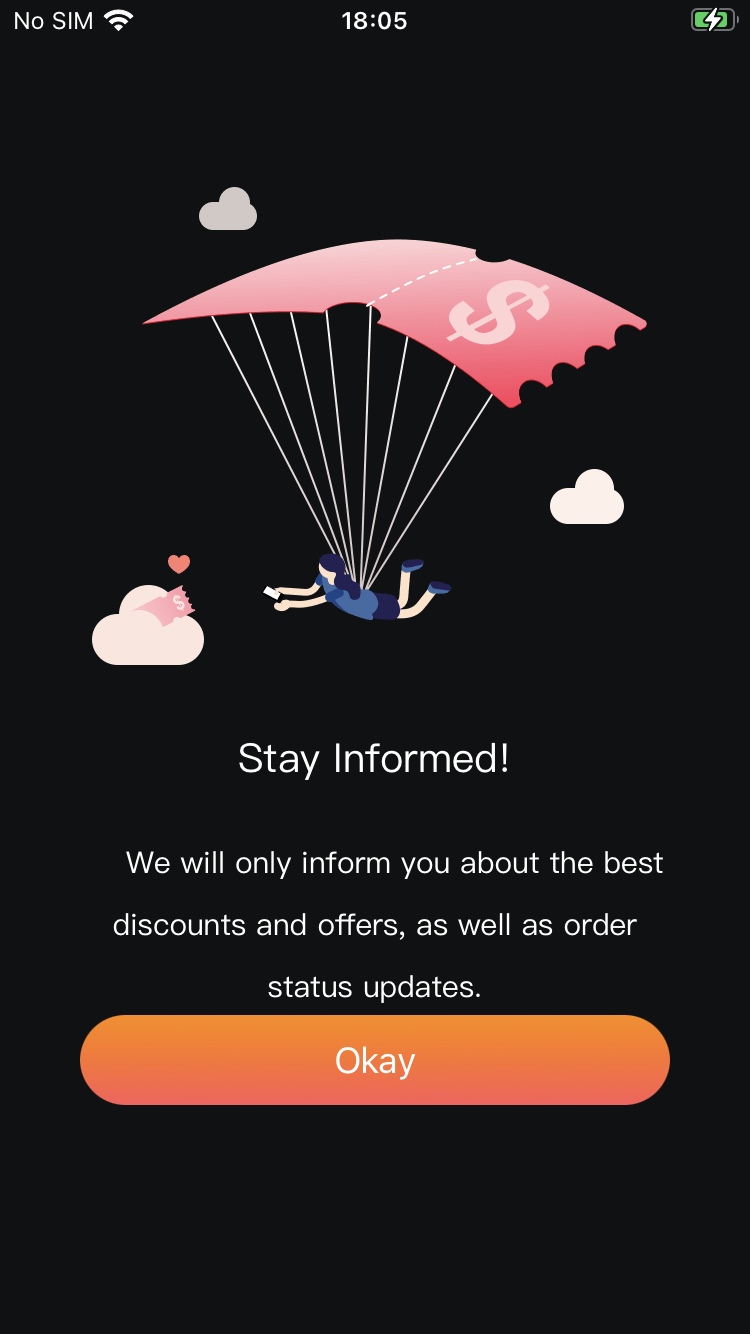 No SIM 18:05
$
$
Stay Informed!
We will only inform you about the best
discounts and offers, as well as order
status updates.
Okay